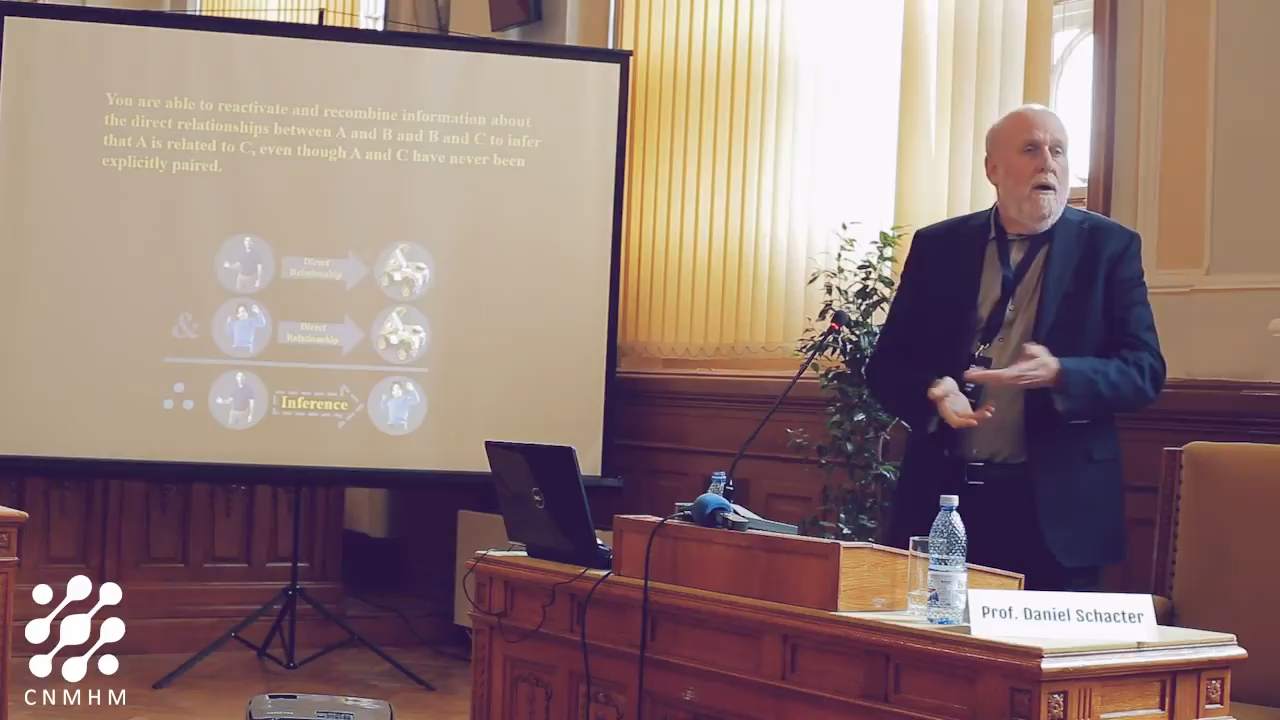 You are able to reactivate and recombine information about
the direct relationships between A and B and B and C to infer
that A is related to C, even though A and C have never been
explicitly paired.
Direct
Relationship
&
Direct
Relationship
Inference
Prof. Daniel Schacter
CNMHM